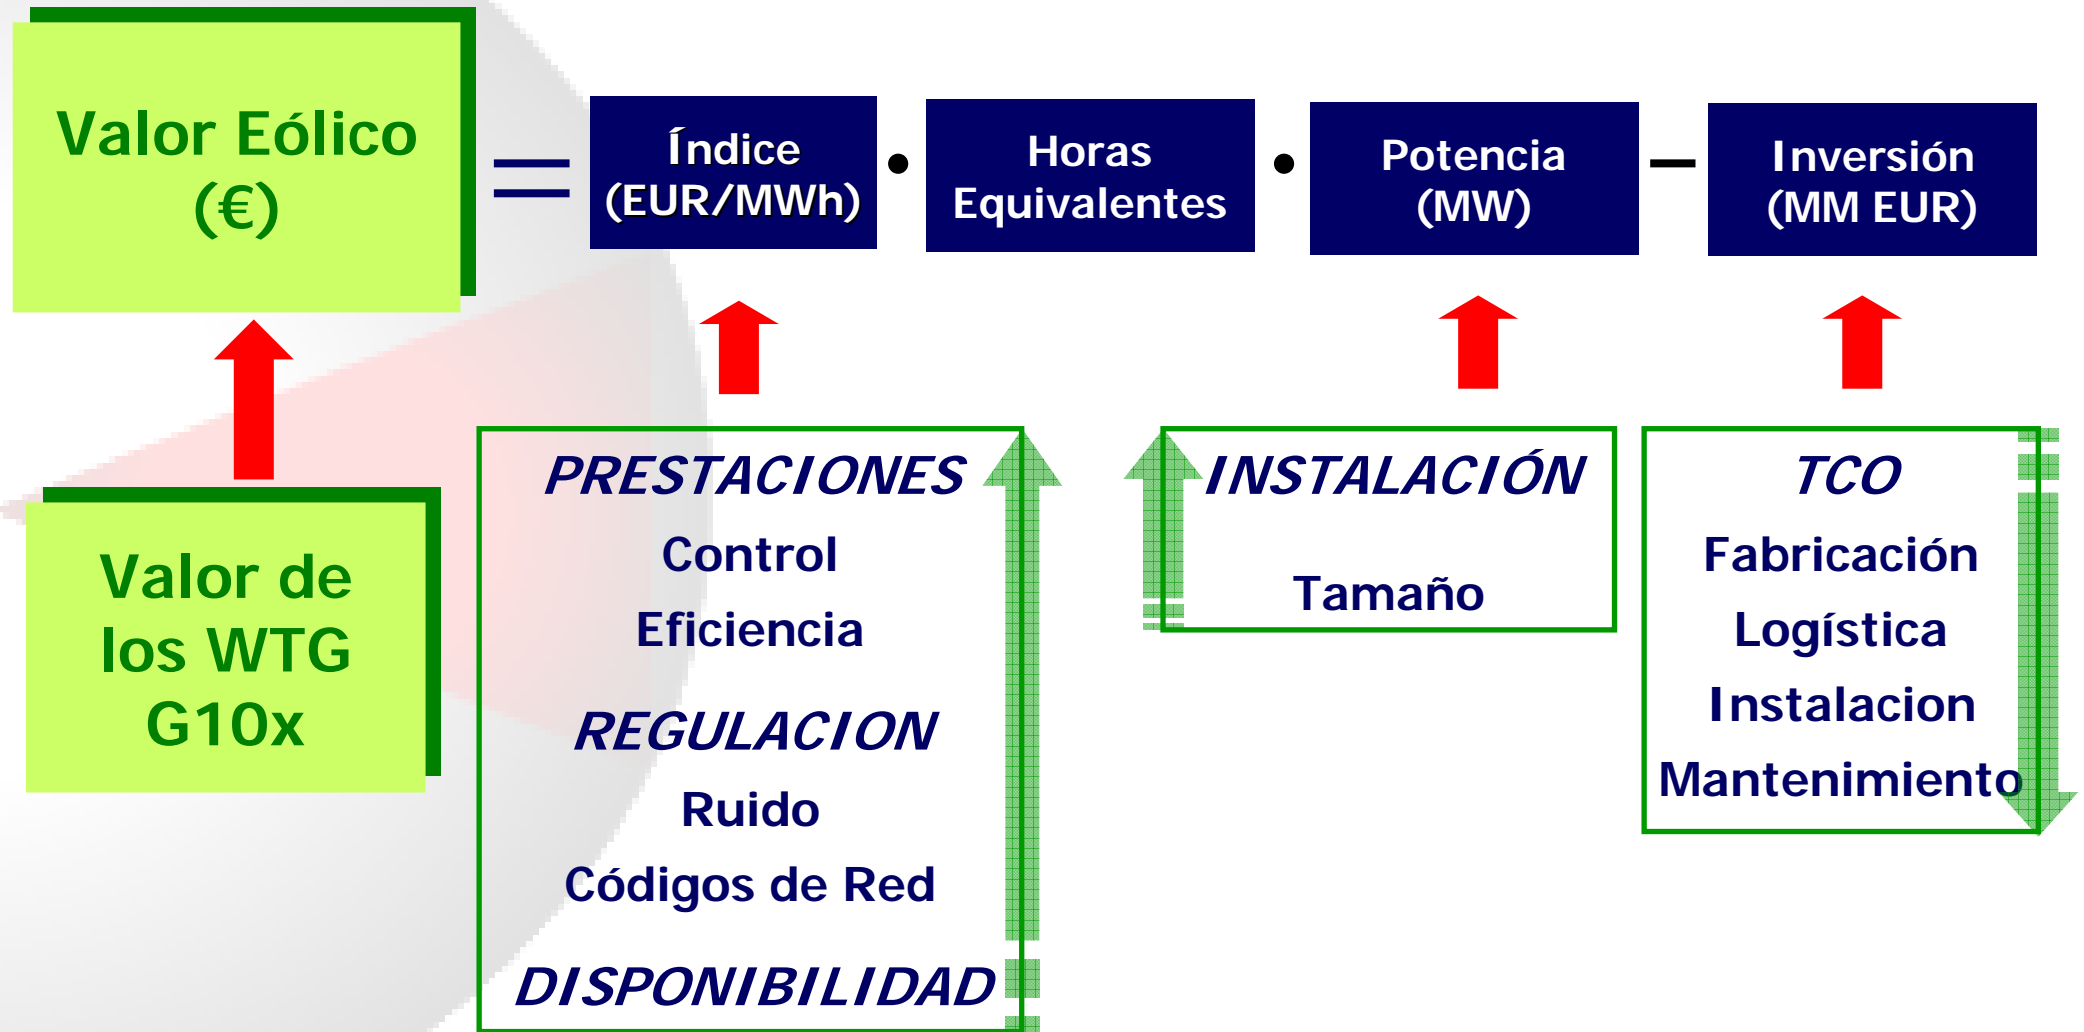 Valor Eólico
(€)
=
Índice
(EUR/MWh)
•
Horas
Equivalentes
•
Potencia
(MW)
–
Inversión
(MM EUR)
Valor de
los WTG
G10x
PRESTACIONES
Control
Eficiencia
REGULACION
Ruido
Códigos de Red
DISPONIBILIDAD
INSTALACIÓN
Tamaño
TCO
Fabricación
Logística
Instalacion
Mantenimiento